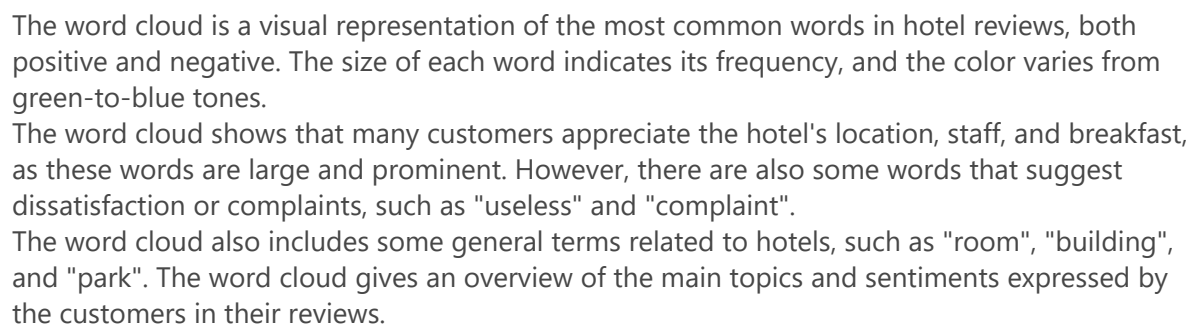 The word cloud is a visual representation of the most common words in hotel reviews, both
positive and negative. The size of each word indicates its frequency, and the color varies from
green-to-blue tones.
The word cloud shows that many customers appreciate the hotel's location, staff, and breakfast,
as these words are large and prominent. However, there are also some words that suggest
dissatisfaction or complaints, such as "useless" and "complaint".
The word cloud also includes some general terms related to hotels, such as "room", "building",
and "park". The word cloud gives an overview of the main topics and sentiments expressed by
the customers in their reviews.